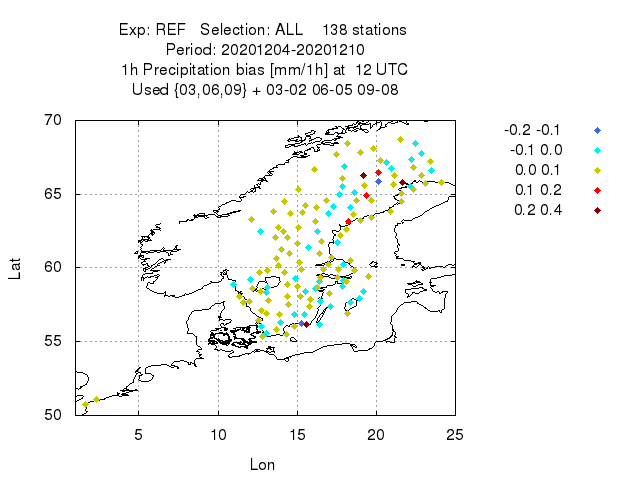 Exp: REF   Selection: ALL    138 stations
Period: 20201204-20201210
1h Precipitation bias [mm/1h] at  12 UTC
Used {03,06,09} + 03-02 06-05 09-08
70
65
60
55
50
Lat
5 10 15 20 25
Lon
-0.2 -0.1
-0.1 0.0
0.0 0.1
0.1 0.2
0.2 0.4